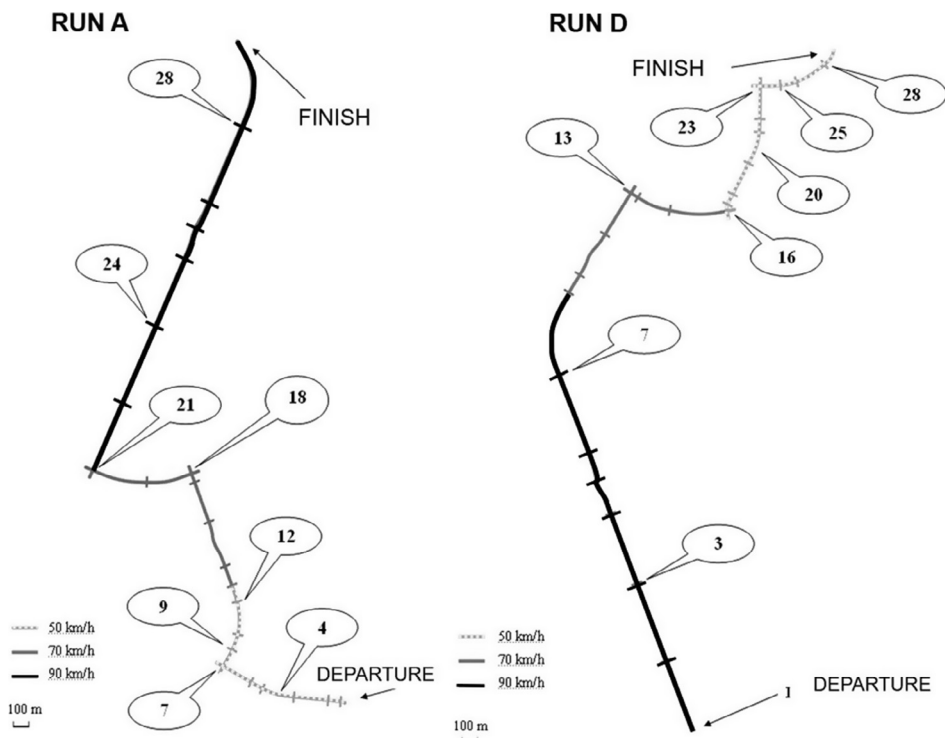 RUN A
28
FINISH
24
21
18
12
9
4
50 km/h
70 km/h
90 km/h
DEPARTURE
7
100 m
RUN D
FINISH
28
23
25
13
20
16
7
3
50 km/h
70 km/h
90 km/h
1 DEPARTURE
100 m